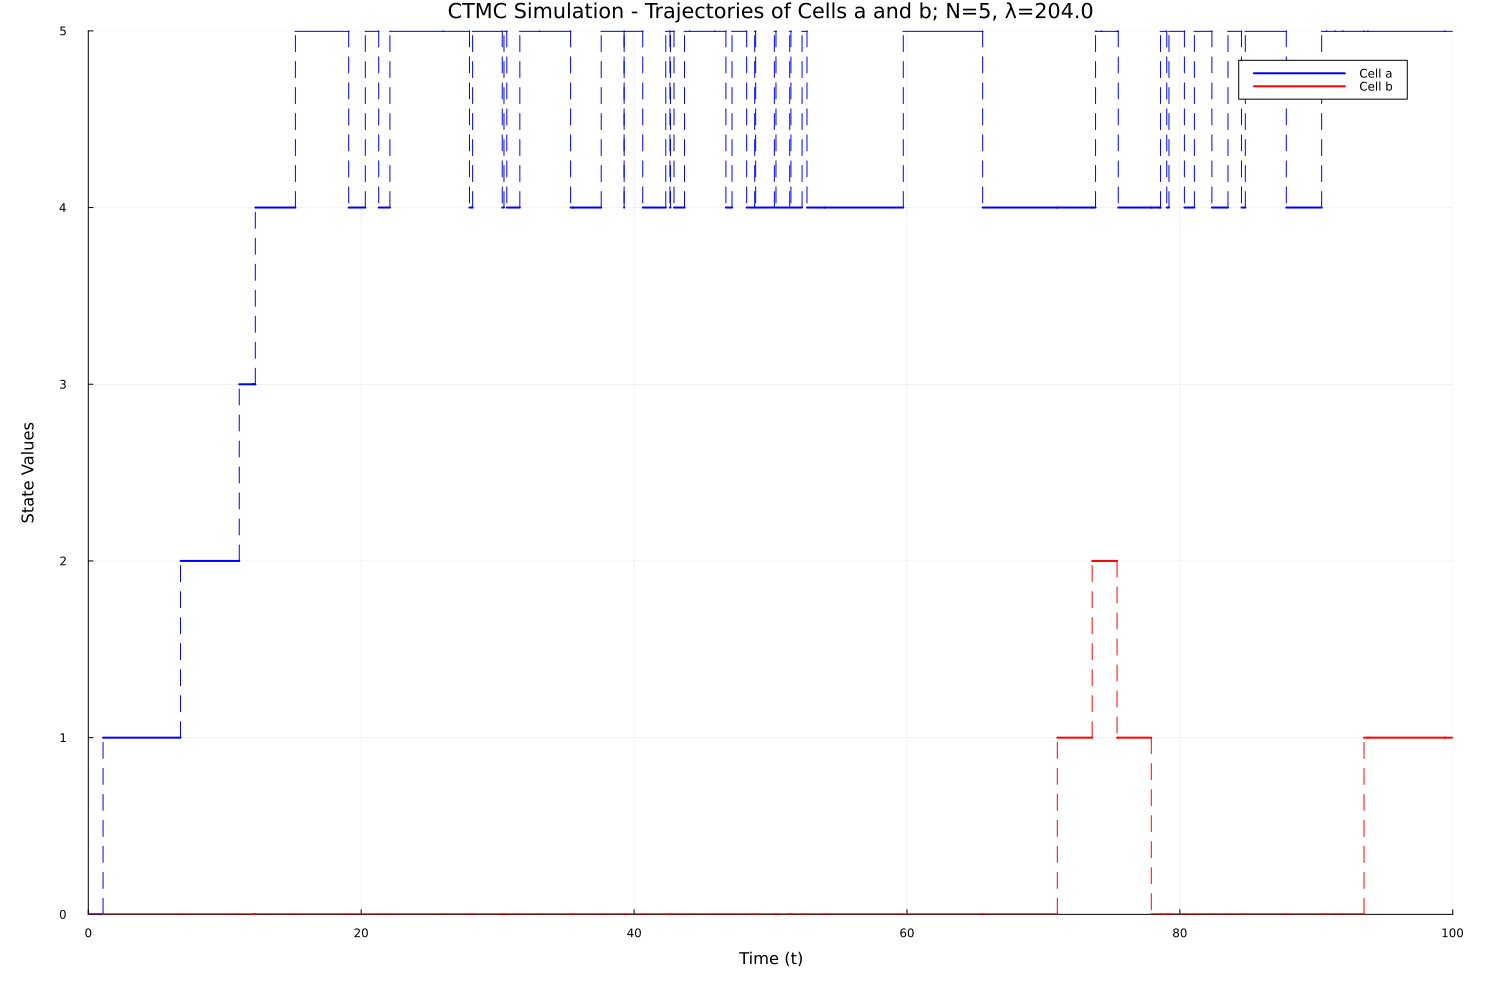 CTMC Simulation - Trajectories of Cells a and b; N=5, λ=204.0
5
Cell a
Cell b
4
3
State Values
2
1
0
0 20 40 60 80 100
Time (t)